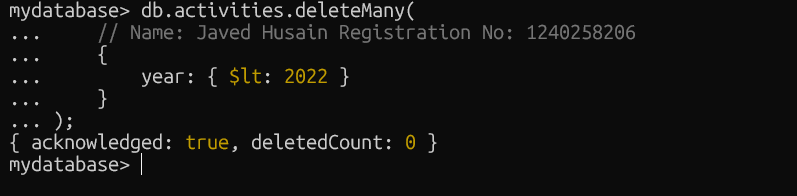 mydatabase> db.activities.deleteMany(
...     // Name: Javed Husain Registration No: 1240258206
...     {
...         year: { $lt: 2022 }
...     }
... );
{ acknowledged: true, deletedCount: 0 }
mydatabase>